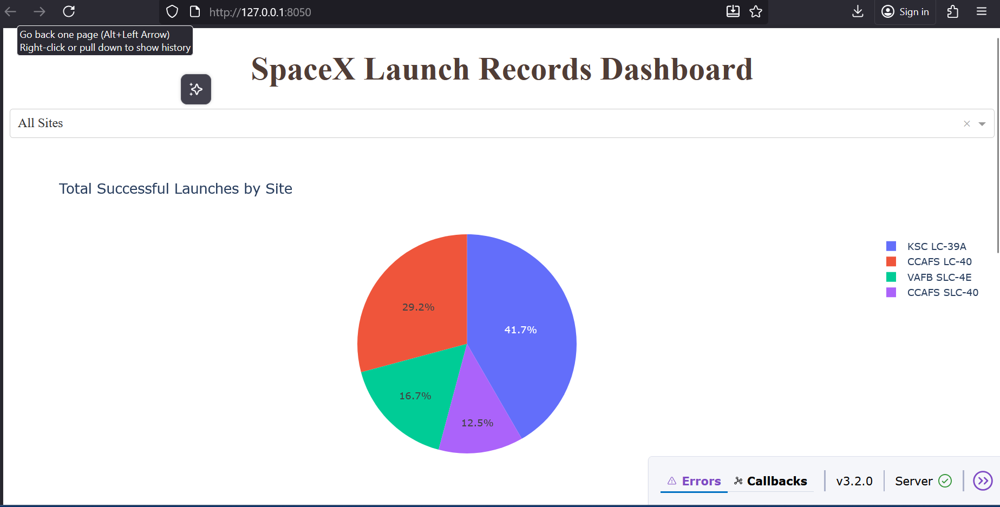 http://127.0.0.1:8050
Sign in
Go back one page (Alt+Left Arrow)
Right-click or pull down to show history
SpaceX Launch Records Dashboard
All Sites
Total Successful Launches by Site
KSC LC-39A
CCAFS LC-40
VAFB SLC-4E
CCAFS SLC-40
29.2%
41.7%
16.7%
12.5%
Errors
Callbacks
v3.2.0
Server